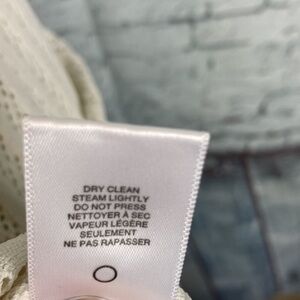 DRY CLEAN
STEAM LIGHTLY
DO NOT PRESS
NETTOYER À SEC
VAPEUR LÉGÈRE
SEULEMENT
NE PAS RAPASSER